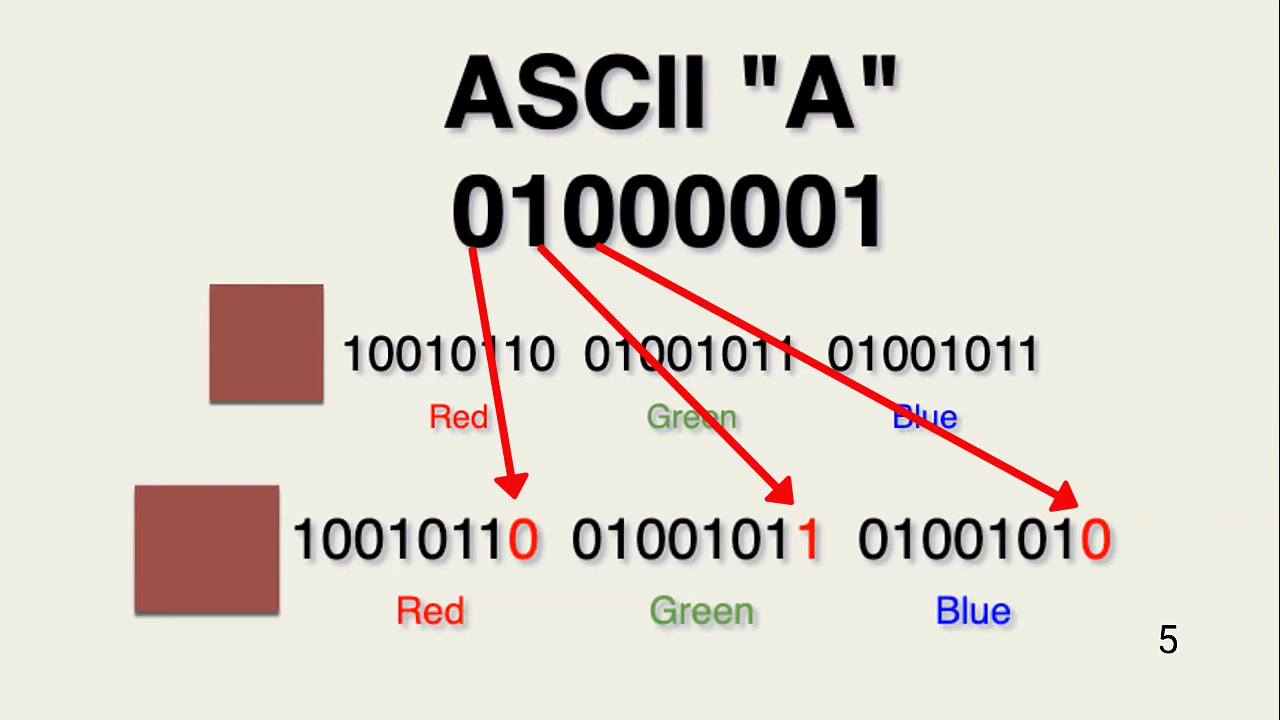 ASCII "A"
01000001
10010110 01001011 01001011
Red Green Blue
10010110 01001011 01001010
Red Green Blue
5